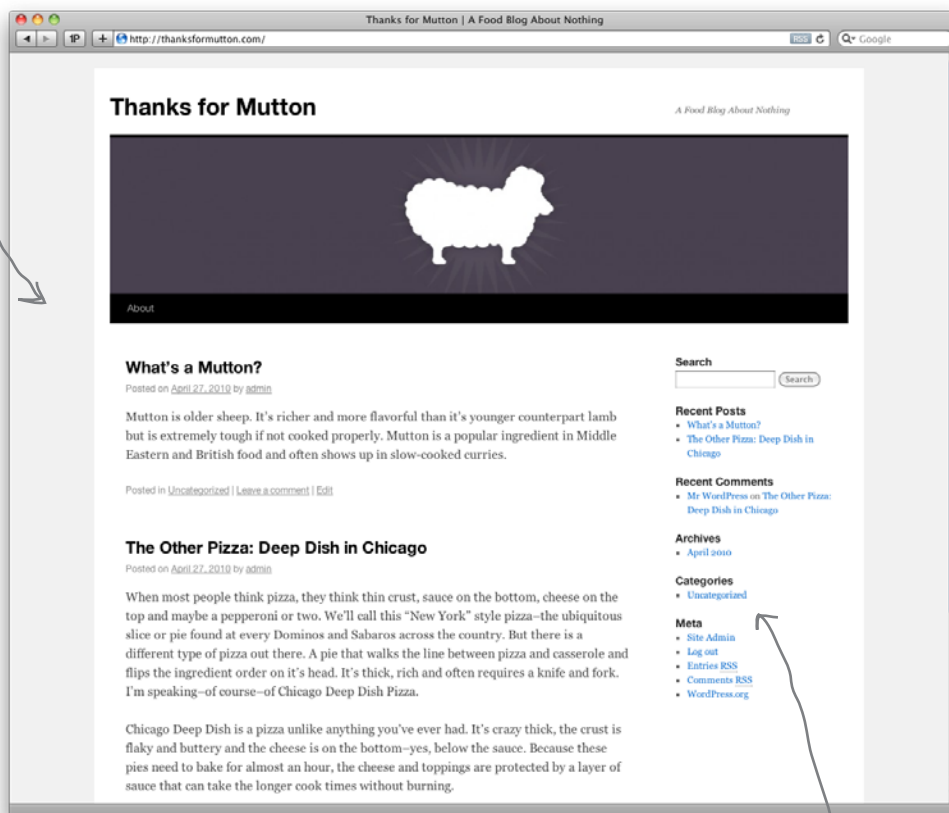 Thanks for Mutton | A Food Blog About Nothing
1P
+
http://thanksformutton.com/
RSS
Google
Thanks for Mutton
A Food Blog About Nothing
About
What's a Mutton?
Posted on April 27, 2010 by admin
Mutton is older sheep. It's richer and more flavorful than it's younger counterpart lamb
but is extremely tough if not cooked properly. Mutton is a popular ingredient in Middle
Eastern and British food and often shows up in slow-cooked curries.
Posted in Uncategorized | Leave a comment | Edit
The Other Pizza: Deep Dish in Chicago
Posted on April 27, 2010 by admin
When most people think pizza, they think thin crust, sauce on the bottom, cheese on the
top and maybe a pepperoni or two. We'll call this “New York” style pizza–the ubiquitous
slice or pie found at every Dominos and Sabaros across the country. But there is a
different type of pizza out there. A pie that walks the line between pizza and casserole and
flips the ingredient order on it's head. It's thick, rich and often requires a knife and fork.
I'm speaking–of course–of Chicago Deep Dish Pizza.
Chicago Deep Dish is a pizza unlike anything you've ever had. It's crazy thick, the crust is
flaky and buttery and the cheese is on the bottom–yes, below the sauce. Because these
pies need to bake for almost an hour, the cheese and toppings are protected by a layer of
sauce that can take the longer cook times without burning.
Search
Search
Recent Posts
What's a Mutton?
The Other Pizza: Deep Dish in
Chicago
Recent Comments
Mr WordPress on The Other Pizza:
Deep Dish in Chicago
Archives
April 2010
Categories
Uncategorized
Meta
Site Admin
Log out
Entries RSS
Comments RSS
WordPress.org